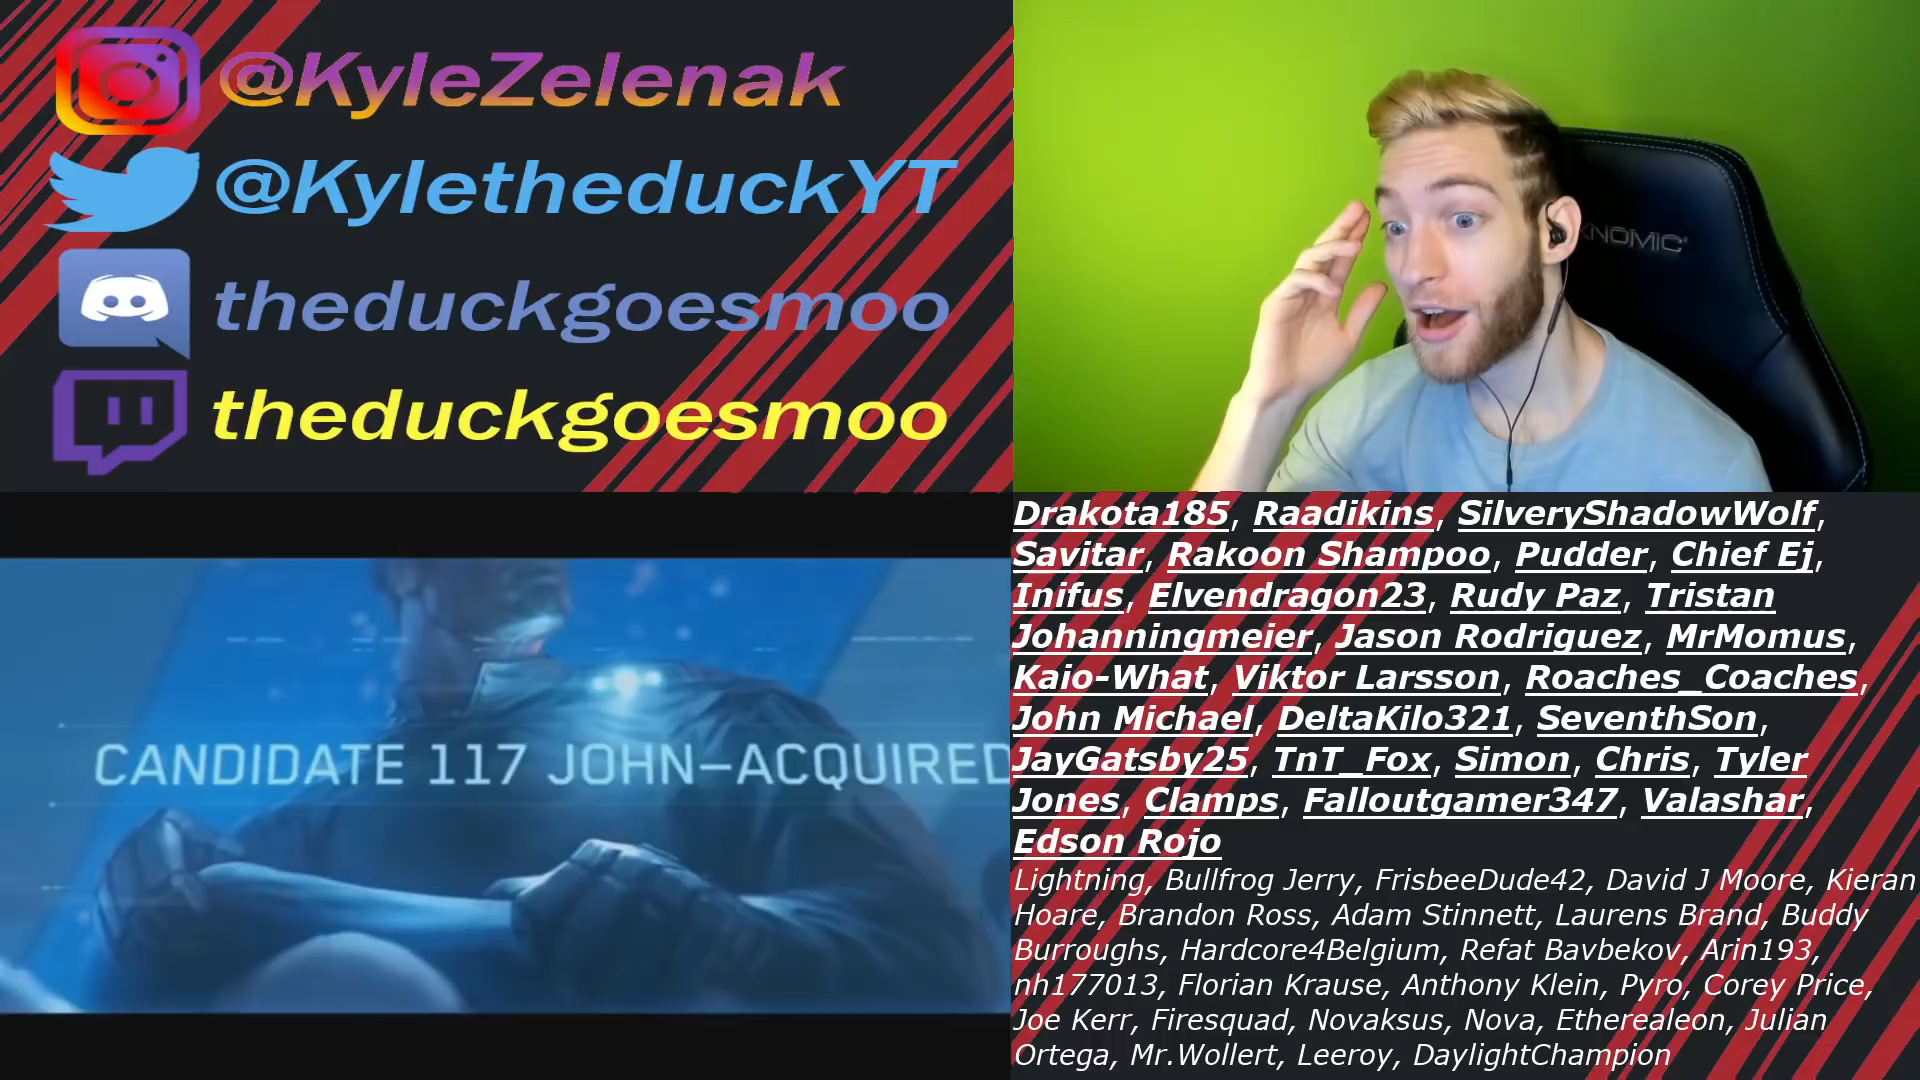 @KyleZelenak
@KyletheduckYT
theduckgoesmoo
theduckgoesmoo
KNOMIC
CANDIDATE 117 JOHN–ACQUIRED
Drakota185, Raadikins, SilveryShadowWolf,
Savitar, Rakoon Shampoo, Pudder, Chief Ej,
Inifus, Elvendragon23, Rudy Paz, Tristan
Johanningmeier, Jason Rodriguez, MrMomus,
Kaio-What, Viktor Larsson, Roaches_Coaches,
John Michael, DeltaKilo321, SeventhSon,
JayGatsby25, TnT_Fox, Simon, Chris, Tyler
Jones, Clamps, Falloutgamer347, Valashar,
Edson Rojo
Lightning, Bullfrog Jerry, FrisbeeDude42, David J Moore, Kieran
Hoare, Brandon Ross, Adam Stinnett, Laurens Brand, Buddy
Burroughs, Hardcore4Belgium, Refat Bavbekov, Arin193,
nh177013, Florian Krause, Anthony Klein, Pyro, Corey Price,
Joe Kerr, Firesquad, Novaksus, Nova, Etherealeon, Julian
Ortega, Mr.Wollert, Leeroy, DaylightChampion